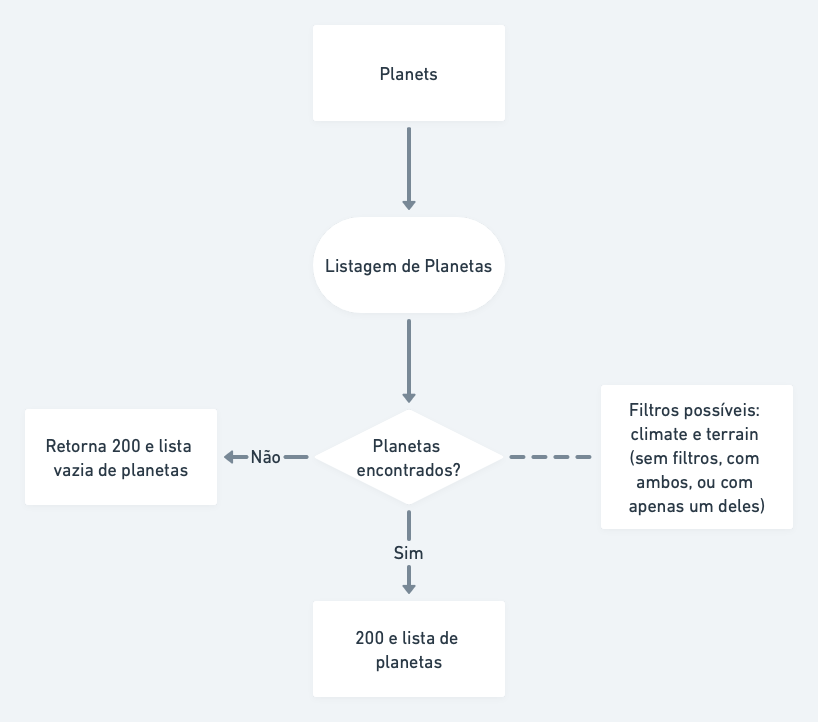 Planets
Listagem de Planetas
Retorna 200 e lista
vazia de planetas
Não
Planetas
encontrados?
Filtros possíveis:
climate e terrain
(sem filtros, com
ambos, ou com
apenas um deles)
Sim
200 e lista de
planetas